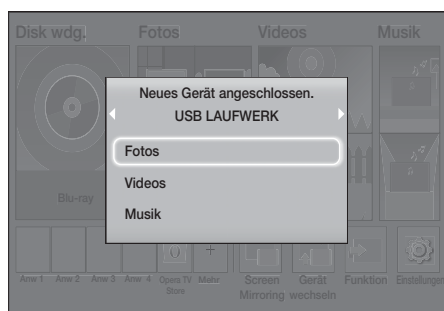 Disk wdg. Fotos Videos Musik
Neues Gerät angeschlossen.
USB LAUFWERK
Fotos
Videos
Musik
Blu-ray
Anw 1 Anw 2 Anw 3 Anw 4 Opera TV Store Mehr Screen Mirroring Gerät wechseln Funktion Einstellungen